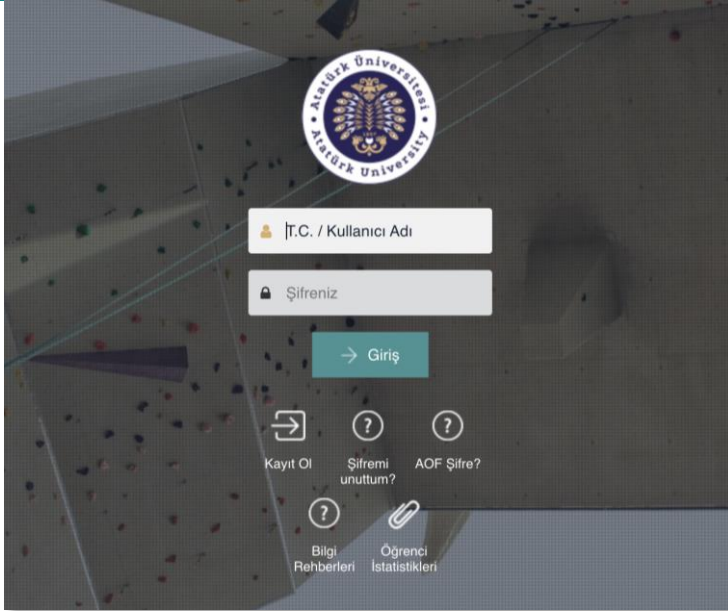 Atatürk Üniversitesi
Atatürk University
1957
T.C. / Kullanıcı Adı
Şifreniz
Giriş
Kayıt Ol
Şifremi
unuttum?
AOF Şifre?
Bilgi
Rehberleri
Öğrenci
İstatistikleri